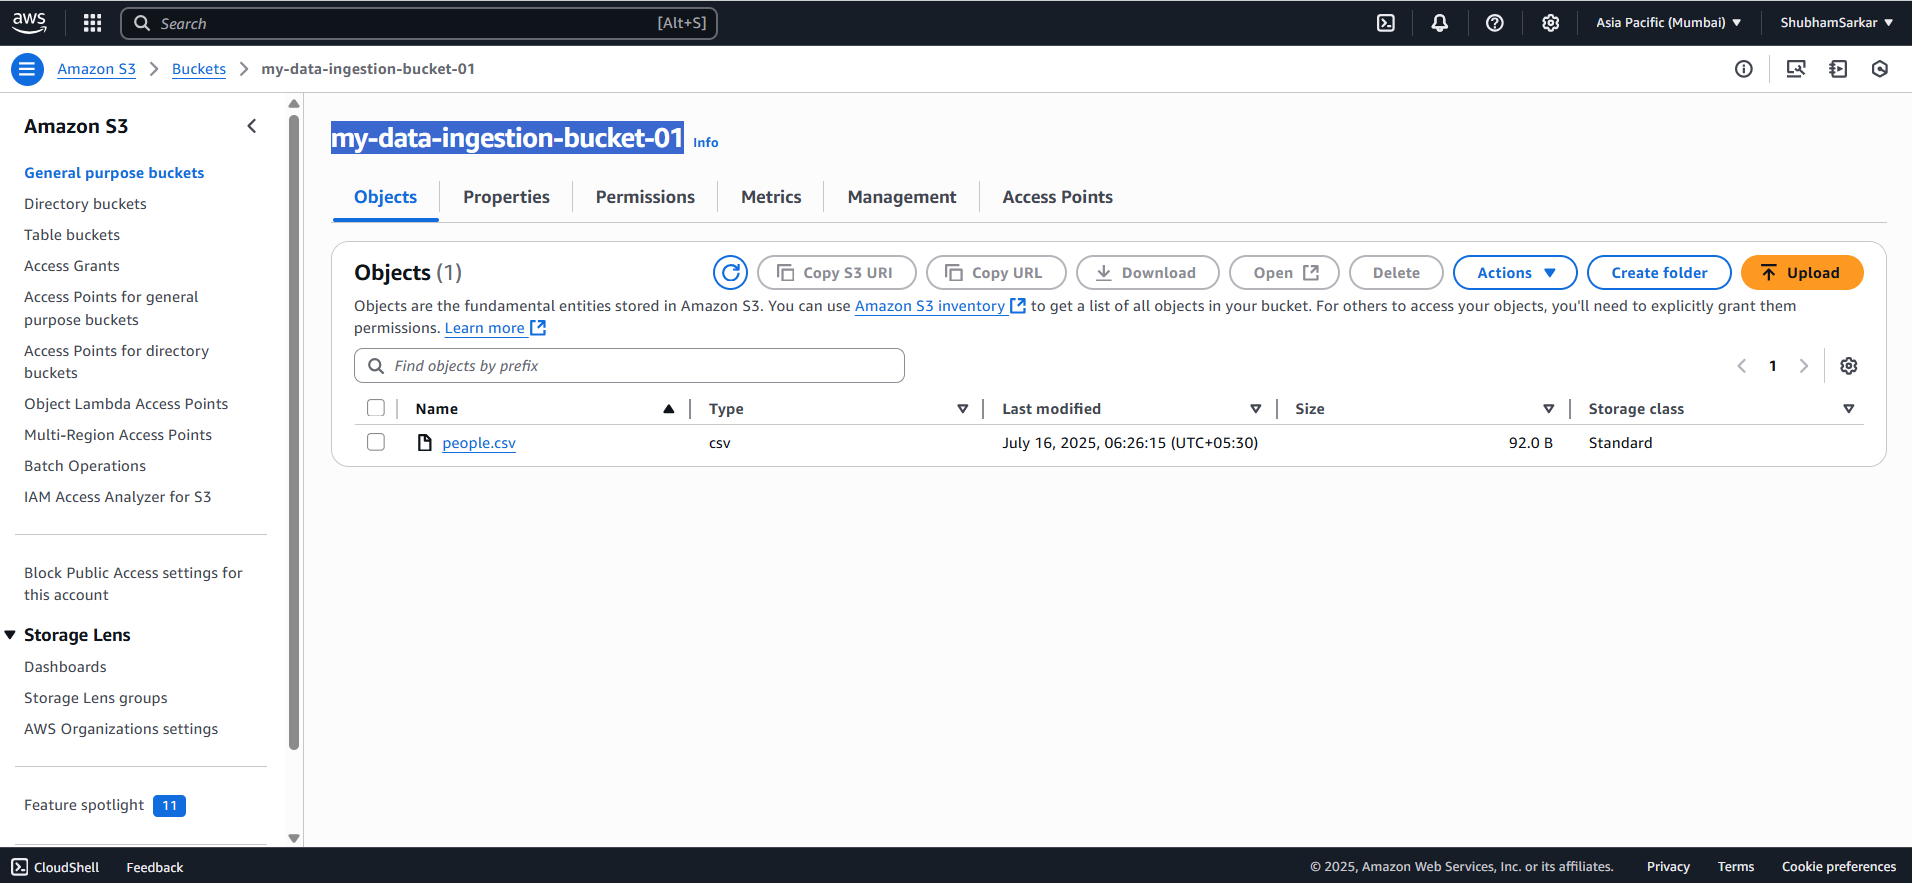 aws
Search [Alt+S]
Asia Pacific (Mumbai)
ShubhamSarkar
Amazon S3
Buckets
my-data-ingestion-bucket-01
Amazon S3
General purpose buckets
Directory buckets
Table buckets
Access Grants
Access Points for general
purpose buckets
Access Points for directory
buckets
Object Lambda Access Points
Multi-Region Access Points
Batch Operations
IAM Access Analyzer for S3
Block Public Access settings for
this account
Storage Lens
Dashboards
Storage Lens groups
AWS Organizations settings
Feature spotlight 11
my-data-ingestion-bucket-01 Info
Objects Properties Permissions Metrics Management Access Points
Objects (1)
Copy S3 URI Copy URL Download Open Delete Actions Create folder Upload
Objects are the fundamental entities stored in Amazon S3. You can use Amazon S3 inventory to get a list of all objects in your bucket. For others to access your objects, you'll need to explicitly grant them
permissions. Learn more
Find objects by prefix
1
Name Type Last modified Size Storage class
people.csv csv July 16, 2025, 06:26:15 (UTC+05:30) 92.0 B Standard
CloudShell Feedback
© 2025, Amazon Web Services, Inc. or its affiliates. Privacy Terms Cookie preferences